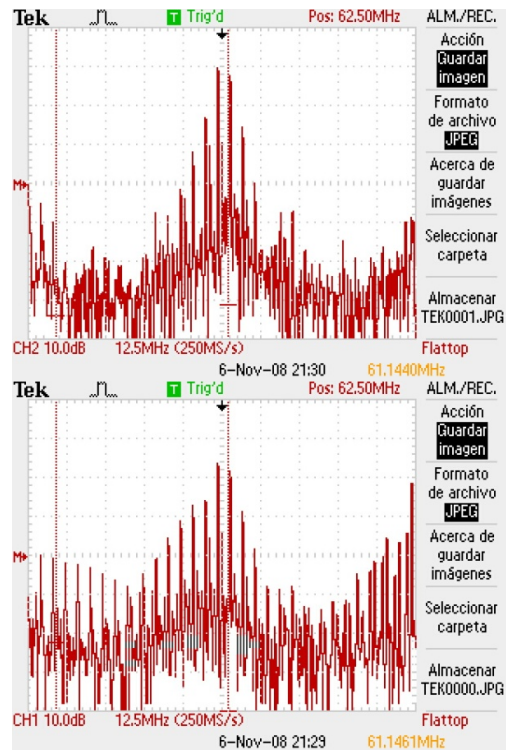 Tek Trig'd Pos: 62.50MHz ALM./REC.
Acción
Guardar
imagen
Formato
de archivo
JPEG
M
Acerca de
guardar
imágenes
Seleccionar
carpeta
Almacenar
TEK0001.JPG
CH2 10.0dB 12.5MHz (250MS/s) Flattop
6-Nov-08 21:30 61.1440MHz
Tek Trig'd Pos: 62.50MHz ALM./REC.
Acción
Guardar
imagen
Formato
de archivo
JPEG
M
Acerca de
guardar
imágenes
Seleccionar
carpeta
Almacenar
TEK0000.JPG
CH1 10.0dB 12.5MHz (250MS/s) Flattop
6-Nov-08 21:29 61.1461MHz